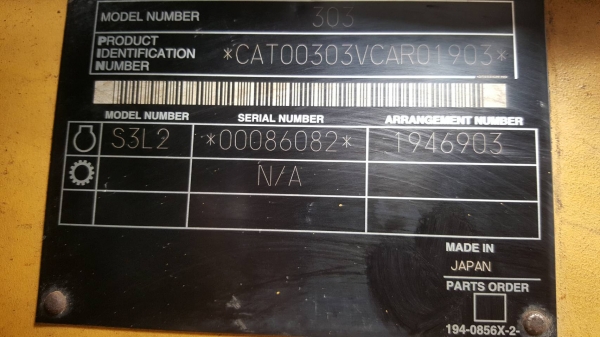 MODEL NUMBER 303
PRODUCT IDENTIFICATION NUMBER *CAT00303VCAR01903*
MODEL NUMBER SERIAL NUMBER ARRANGEMENT NUMBER
S3L2 *00086082* 1946903
N/A
MADE IN
JAPAN
PARTS ORDER
194-0856X-2-